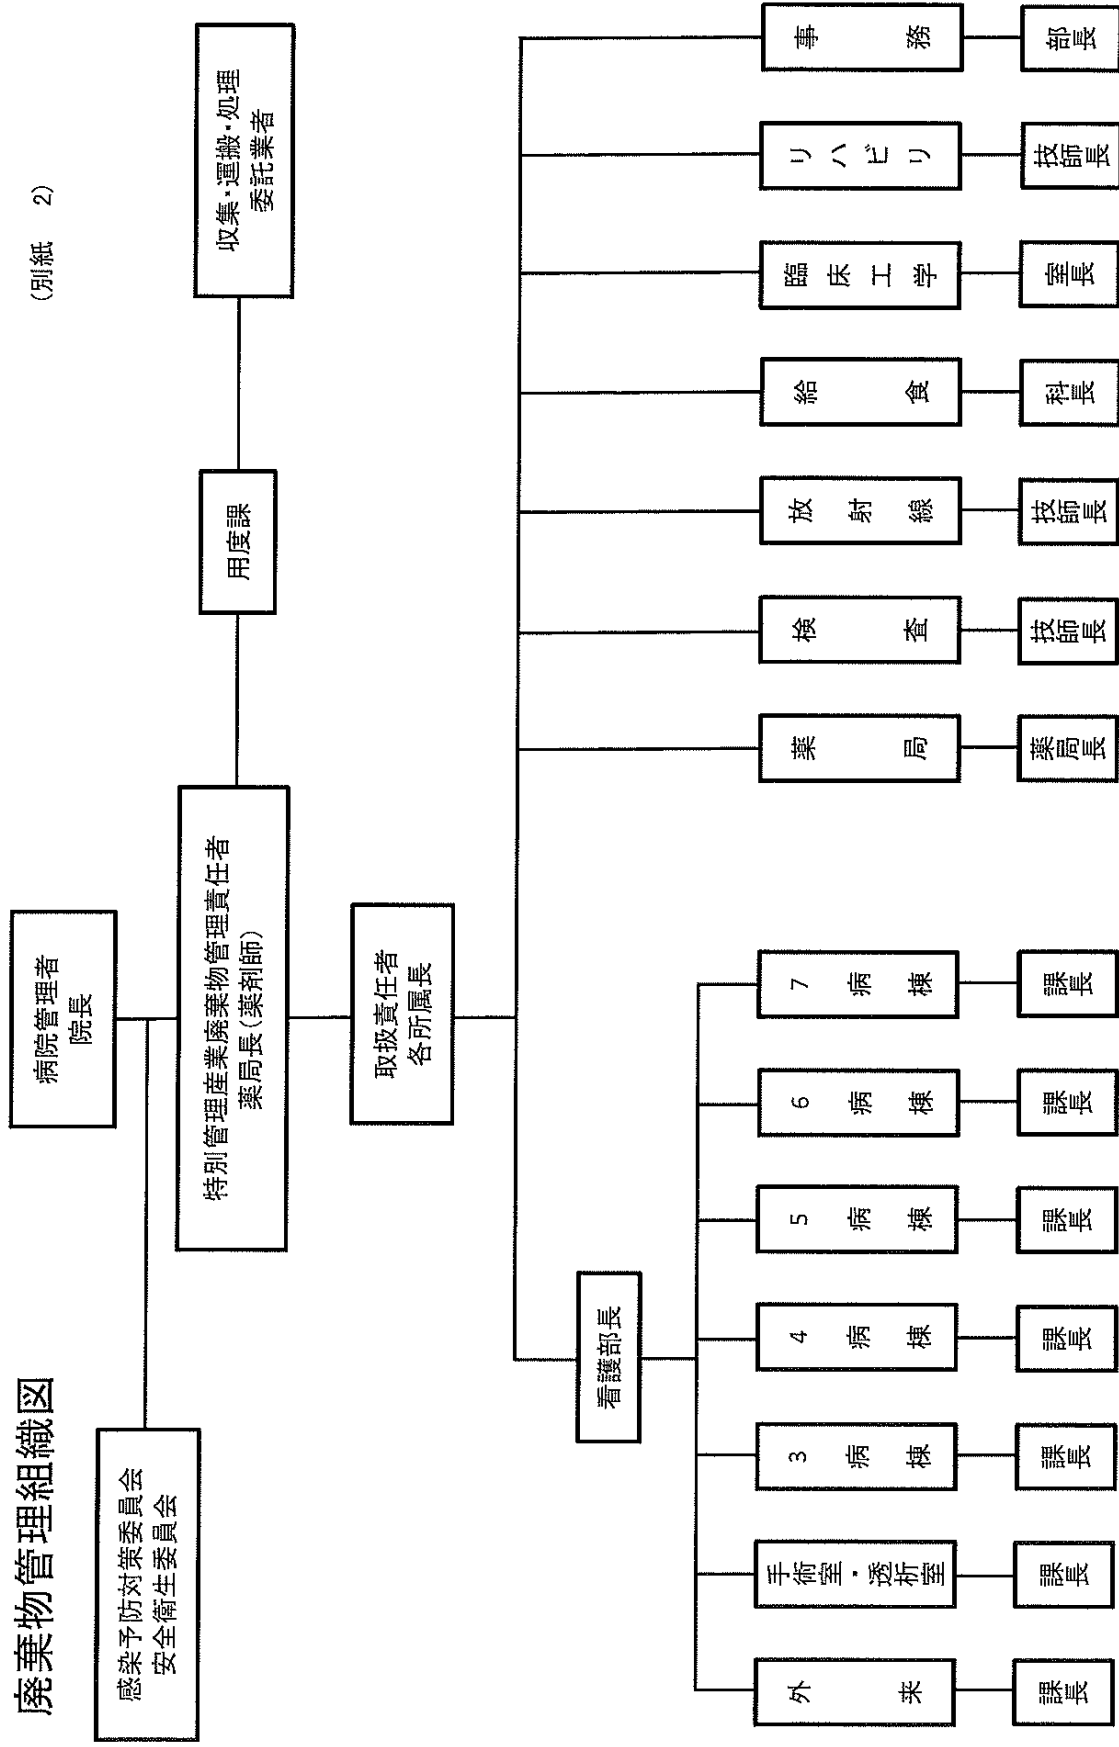 廃棄物管理組織図
(別紙 2)
病院管理者
院長
感染予防対策委員会
安全衛生委員会
特別管理産業廃棄物管理責任者
薬局長(薬剤師)
用度課
収集・運搬・処理
委託業者
取扱責任者
各所属長
看護部長
外来
手術室・透析室
3病棟
4病棟
5病棟
6病棟
7病棟
薬局
検査
放射線
給食
臨床工学
リハビリ
事務
課長
課長
課長
課長
課長
課長
課長
薬局長
技師長
技師長
科長
室長
技師長
部長